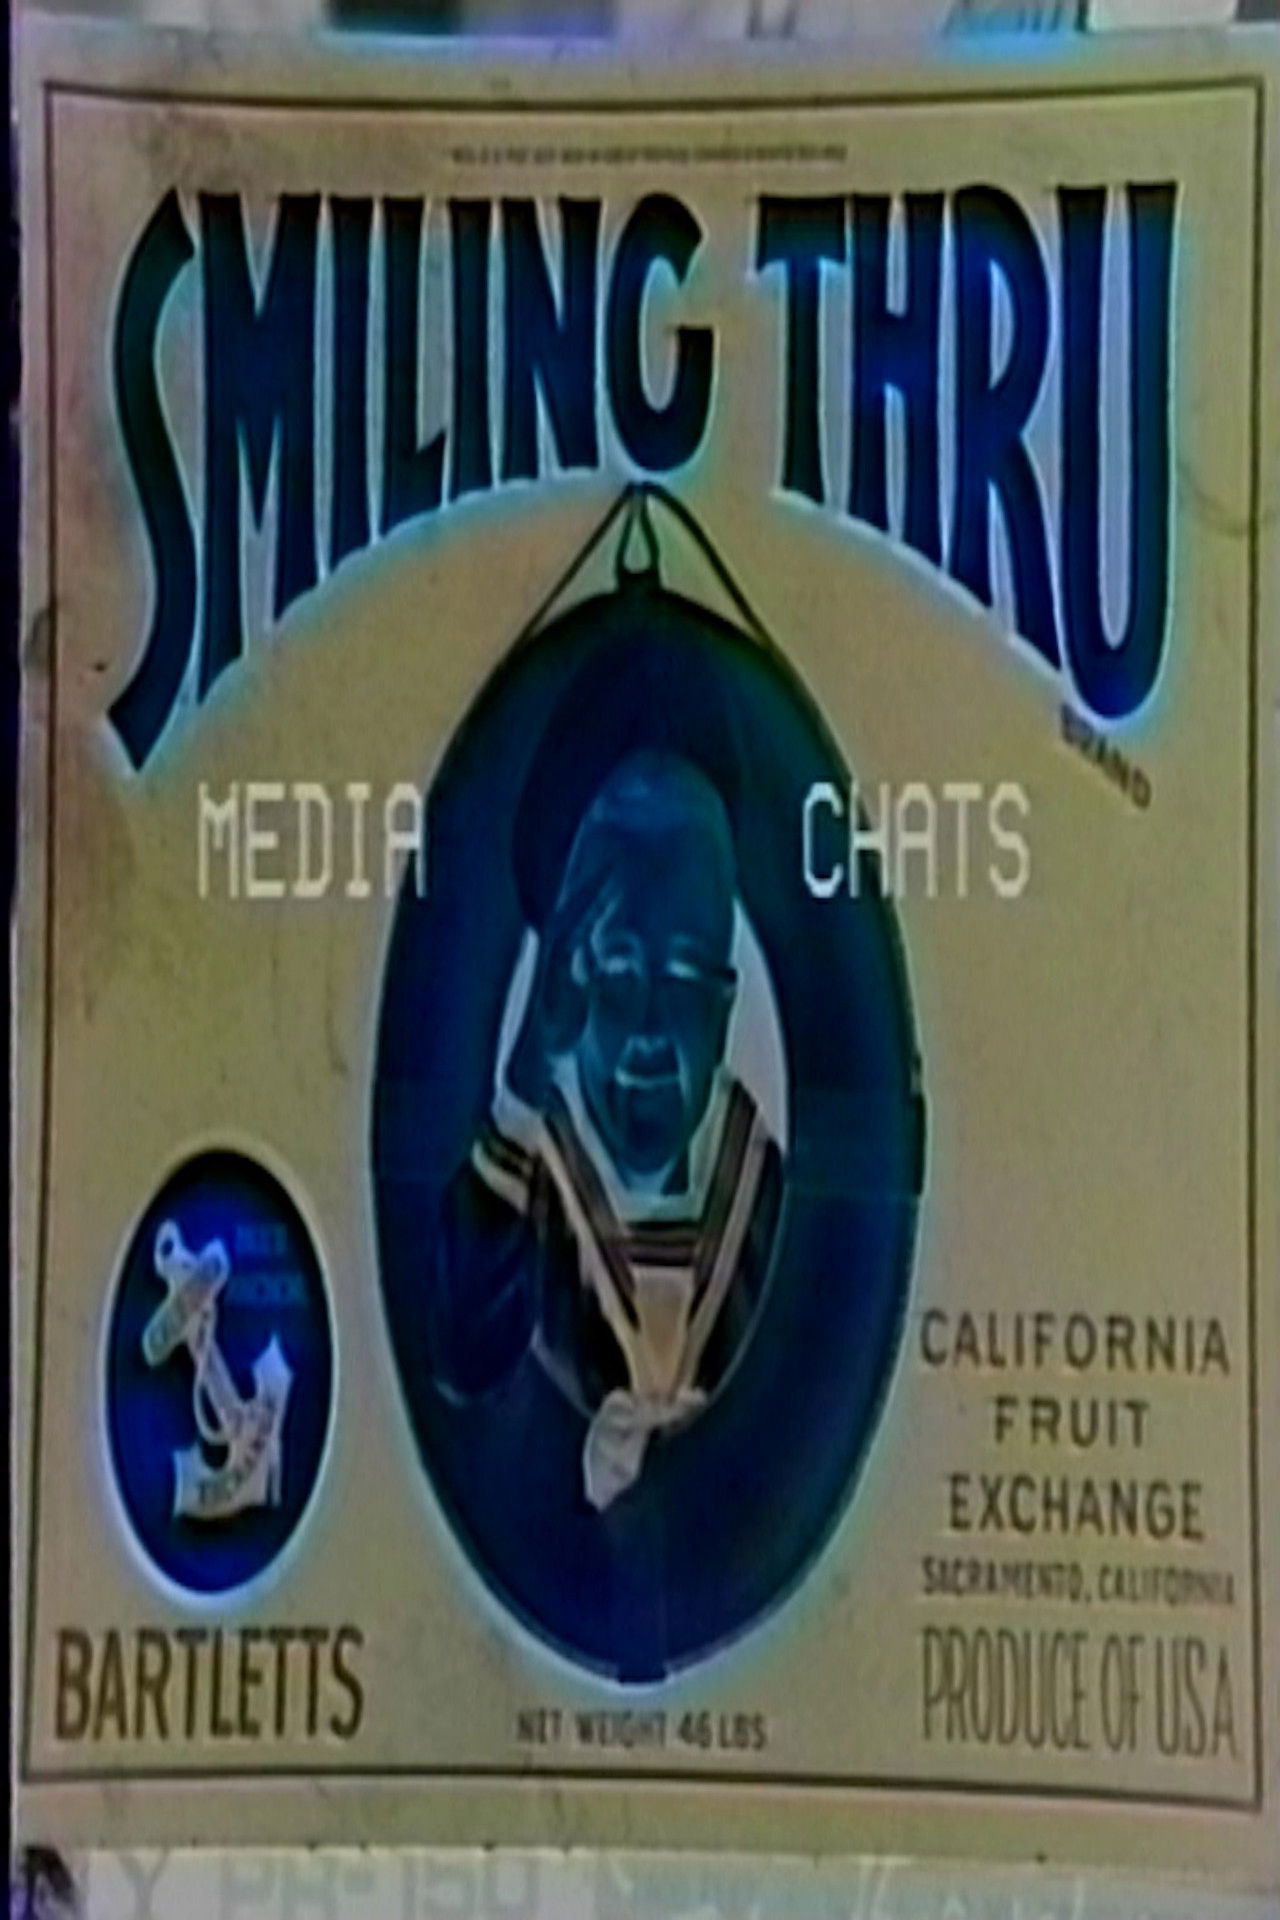 SMILING THRU
BRAND
MEDIA CHATS
CALIFORNIA
FRUIT
EXCHANGE
SACRAMENTO, CALIFORNIA
BARTLETTS
PRODUCE OF USA
NET WEIGHT 46 LBS